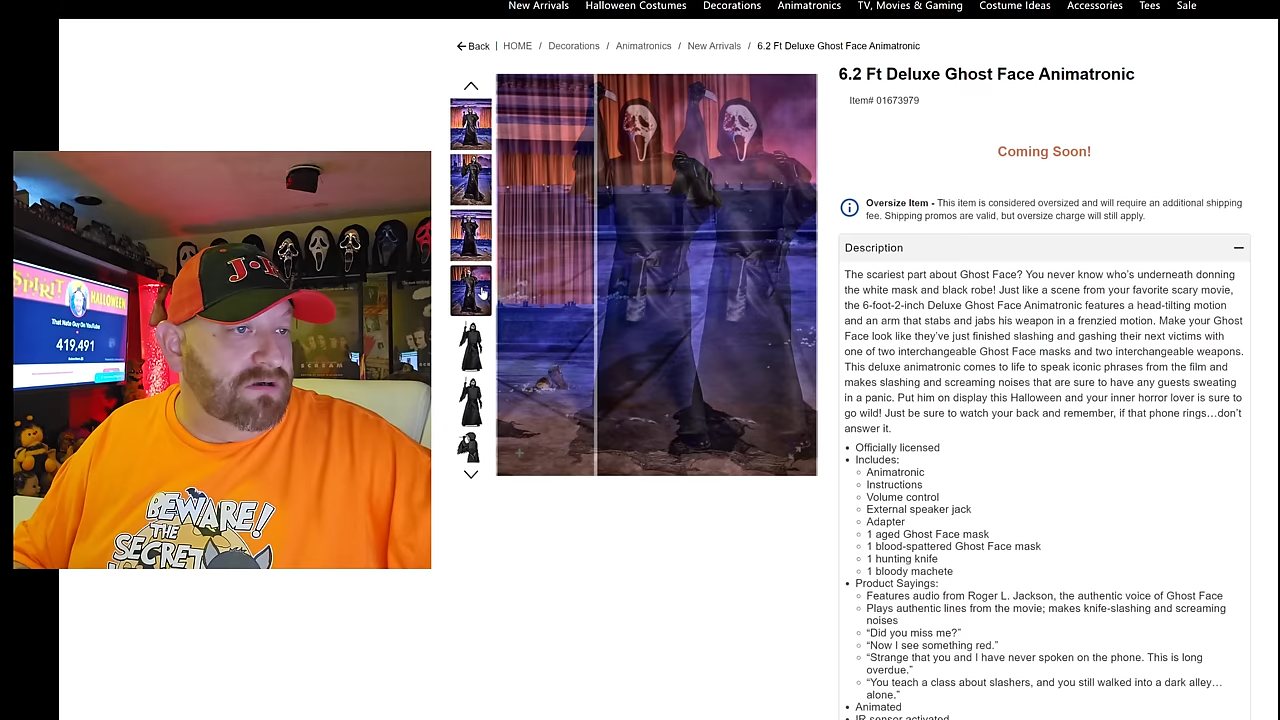 New Arrivals Halloween Costumes Decorations Animatronics TV, Movies & Gaming Costume Ideas Accessories Tees Sale
Back | HOME / Decorations / Animatronics / New Arrivals / 6.2 Ft Deluxe Ghost Face Animatronic
6.2 Ft Deluxe Ghost Face Animatronic
Item# 01673979
Coming Soon!
Oversize Item - This item is considered oversized and will require an additional shipping
fee. Shipping promos are valid, but oversize charge will still apply.
Description
The scariest part about Ghost Face? You never know who's underneath donning
the white mask and black robe! Just like a scene from your favorite scary movie,
the 6-foot-2-inch Deluxe Ghost Face Animatronic features a head-tilting motion
and an arm that stabs and jabs his weapon in a frenzied motion. Make your Ghost
Face look like they've just finished slashing and gashing their next victims with
one of two interchangeable Ghost Face masks and two interchangeable weapons.
This deluxe animatronic comes to life to speak iconic phrases from the film and
makes slashing and screaming noises that are sure to have any guests sweating
in a panic. Put him on display this Halloween and your inner horror lover is sure to
go wild! Just be sure to watch your back and remember, if that phone rings…don't
answer it.
• Officially licensed
• Includes:
Animatronic
Instructions
Volume control
External speaker jack
Adapter
1 aged Ghost Face mask
1 blood-spattered Ghost Face mask
1 hunting knife
1 bloody machete
• Product Sayings:
Features audio from Roger L. Jackson, the authentic voice of Ghost Face
Plays authentic lines from the movie; makes knife-slashing and screaming
noises
"Did you miss me?"
"Now I see something red."
"Strange that you and I have never spoken on the phone. This is long
overdue."
"You teach a class about slashers, and you still walked into a dark alley…
alone."
• Animated
• IR sensor activated
SPIRIT
HALLOWEEN
That Nate Guy On YouTube
419,491
SCREAM
BEWARE!
THE
SECRET